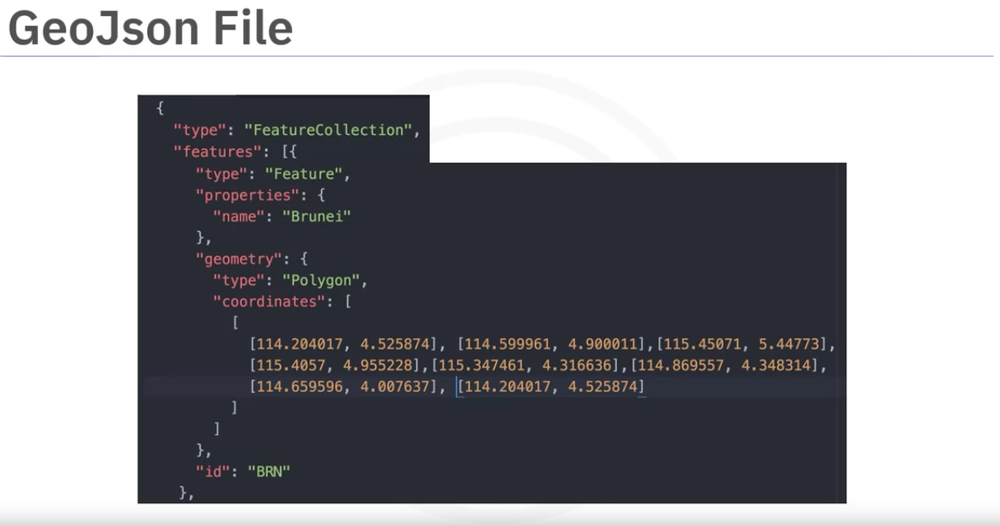 GeoJson File
{
"type": "FeatureCollection",
"features": [{
"type": "Feature",
"properties": {
"name": "Brunei"
},
"geometry": {
"type": "Polygon",
"coordinates": [
[
[114.204017, 4.525874], [114.599961, 4.900011],[115.45071, 5.44773],
[115.4057, 4.955228],[115.347461, 4.316636],[114.869557, 4.348314],
[114.659596, 4.007637], [114.204017, 4.525874]
]
]
},
"id": "BRN"
},